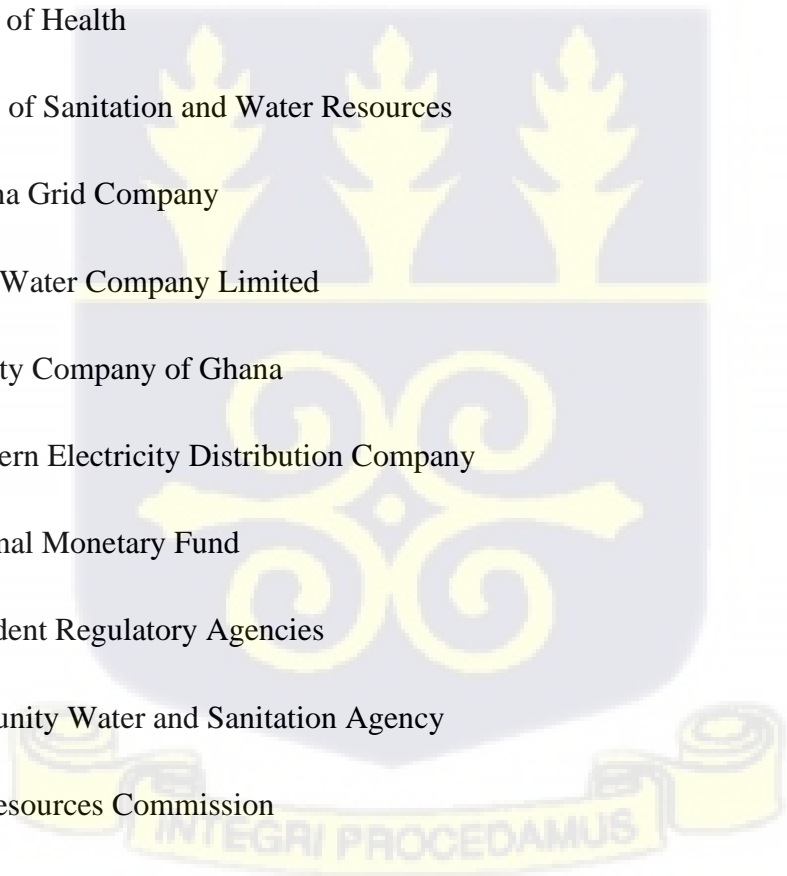 of Health
of Sanitation and Water Resources
na Grid Company
Water Company Limited
ty Company of Ghana
ern Electricity Distribution Company
nal Monetary Fund
dent Regulatory Agencies
unity Water and Sanitation Agency
esources Commission
INTEGRI PROCEDAMUS